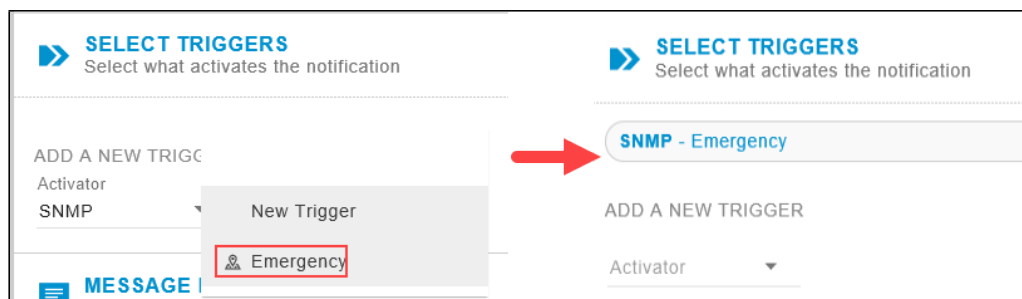 SELECT TRIGGERS
Select what activates the notification
ADD A NEW TRIGG
Activator
SNMP
New Trigger
Emergency
MESSAGE
SELECT TRIGGERS
Select what activates the notification
SNMP - Emergency
ADD A NEW TRIGGER
Activator